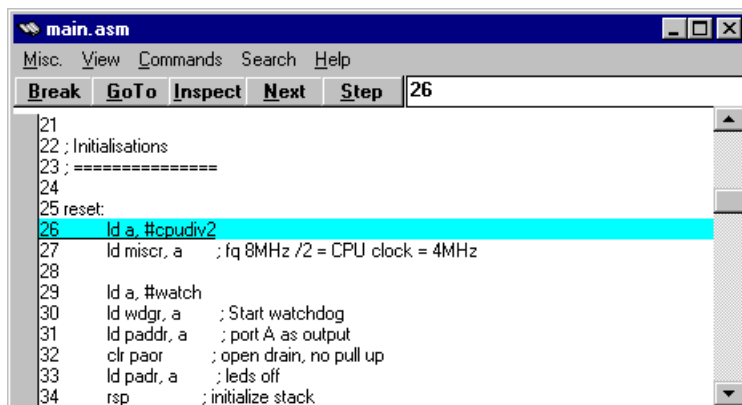 main.asm
Misc. View Commands Search Help
Break GoTo Inspect Next Step 26
21
22 ; Initialisations
23 ; ===============
24
25 reset:
26 ld a, #cpudiv2
27 ld miscr, a ; fq 8MHz /2 = CPU clock = 4MHz
28
29 ld a, #watch
30 ld wdgr, a ; Start watchdog
31 ld paddr, a ; port A as output
32 clr paor ; open drain, no pull up
33 ld padr, a ; leds off
34 rsp ; initialize stack